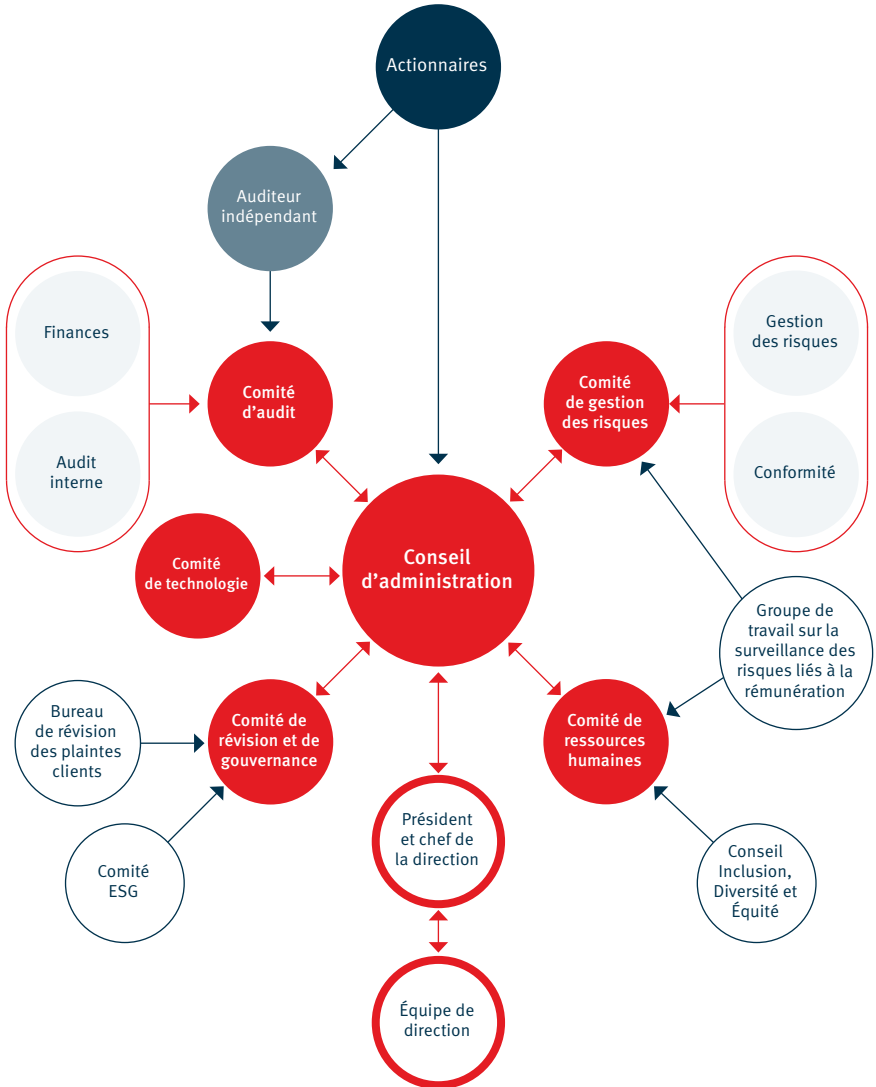 Actionnaires
Auditeur
indépendant
Finances
Audit
interne
Comité
d'audit
Comité
de gestion
des risques
Gestion
des risques
Conformité
Conseil
d'administration
Comité
de technologie
Groupe de
travail sur la
surveillance des
risques liés à la
rémunération
Bureau
de révision
des plaintes
clients
Comité de
révision et de
gouvernance
Comité de
ressources
humaines
Président
et chef de
la direction
Comité
ESG
Conseil
Inclusion,
Diversité et
Équité
Équipe de
direction